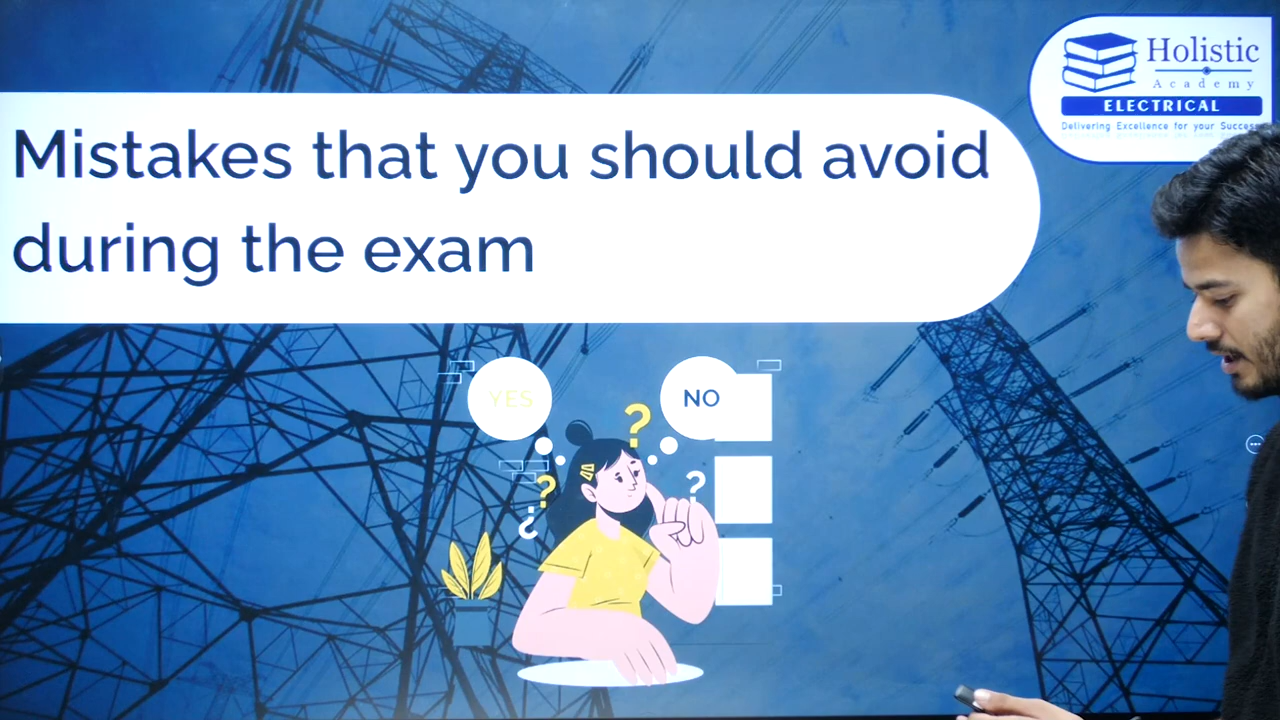 Holistic
Academy
ELECTRICAL
Delivering Excellence for your Success
Mistakes that you should avoid
during the exam
YES
NO
?
?
?
¿